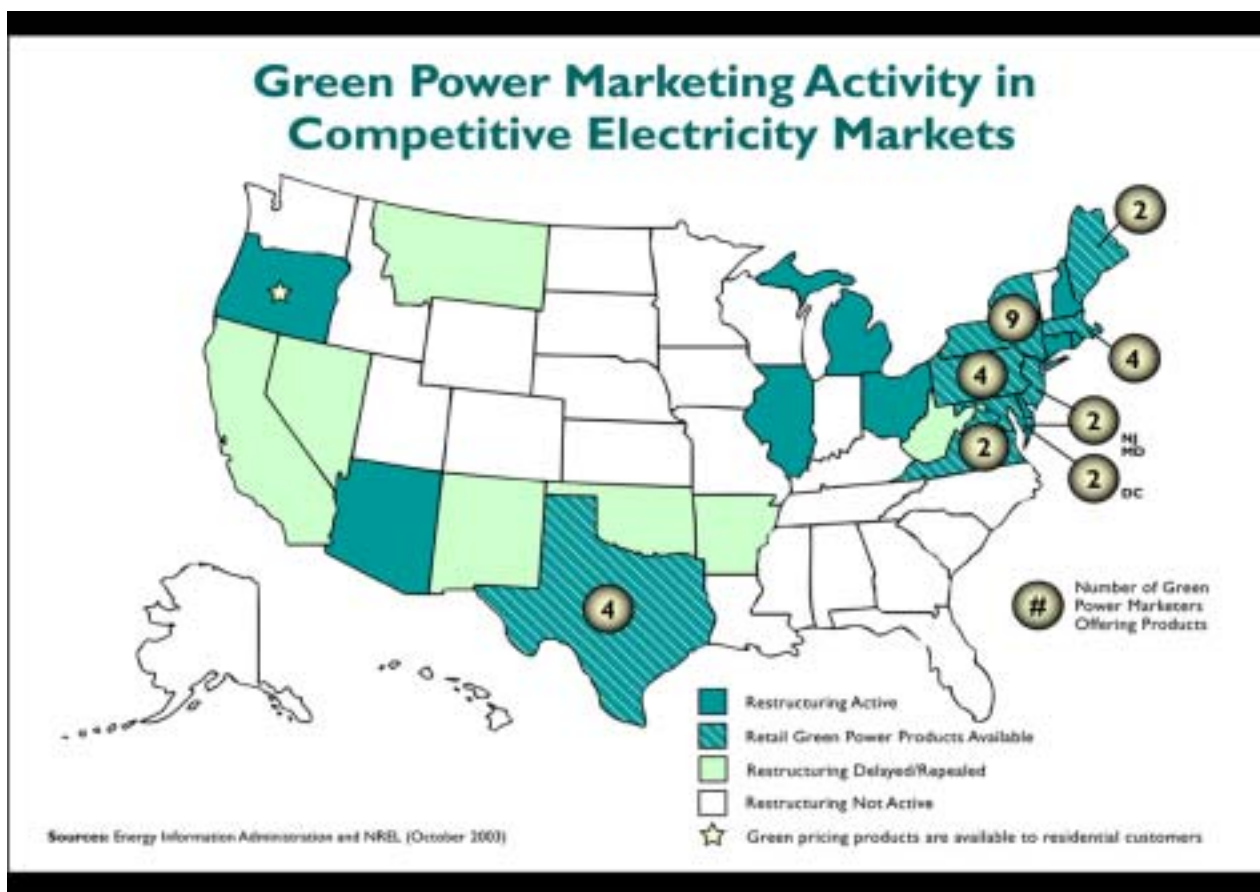 Green Power Marketing Activity in
Competitive Electricity Markets
2
9
4
4
2
NJ
MD
2
2
DC
4
# Number of Green
Power Marketers
Offering Products
Restructuring Active
Retail Green Power Products Available
Restructuring Delayed/Repealed
Restructuring Not Active
Green pricing products are available to residential customers
Sources: Energy Information Administration and NREL (October 2003)